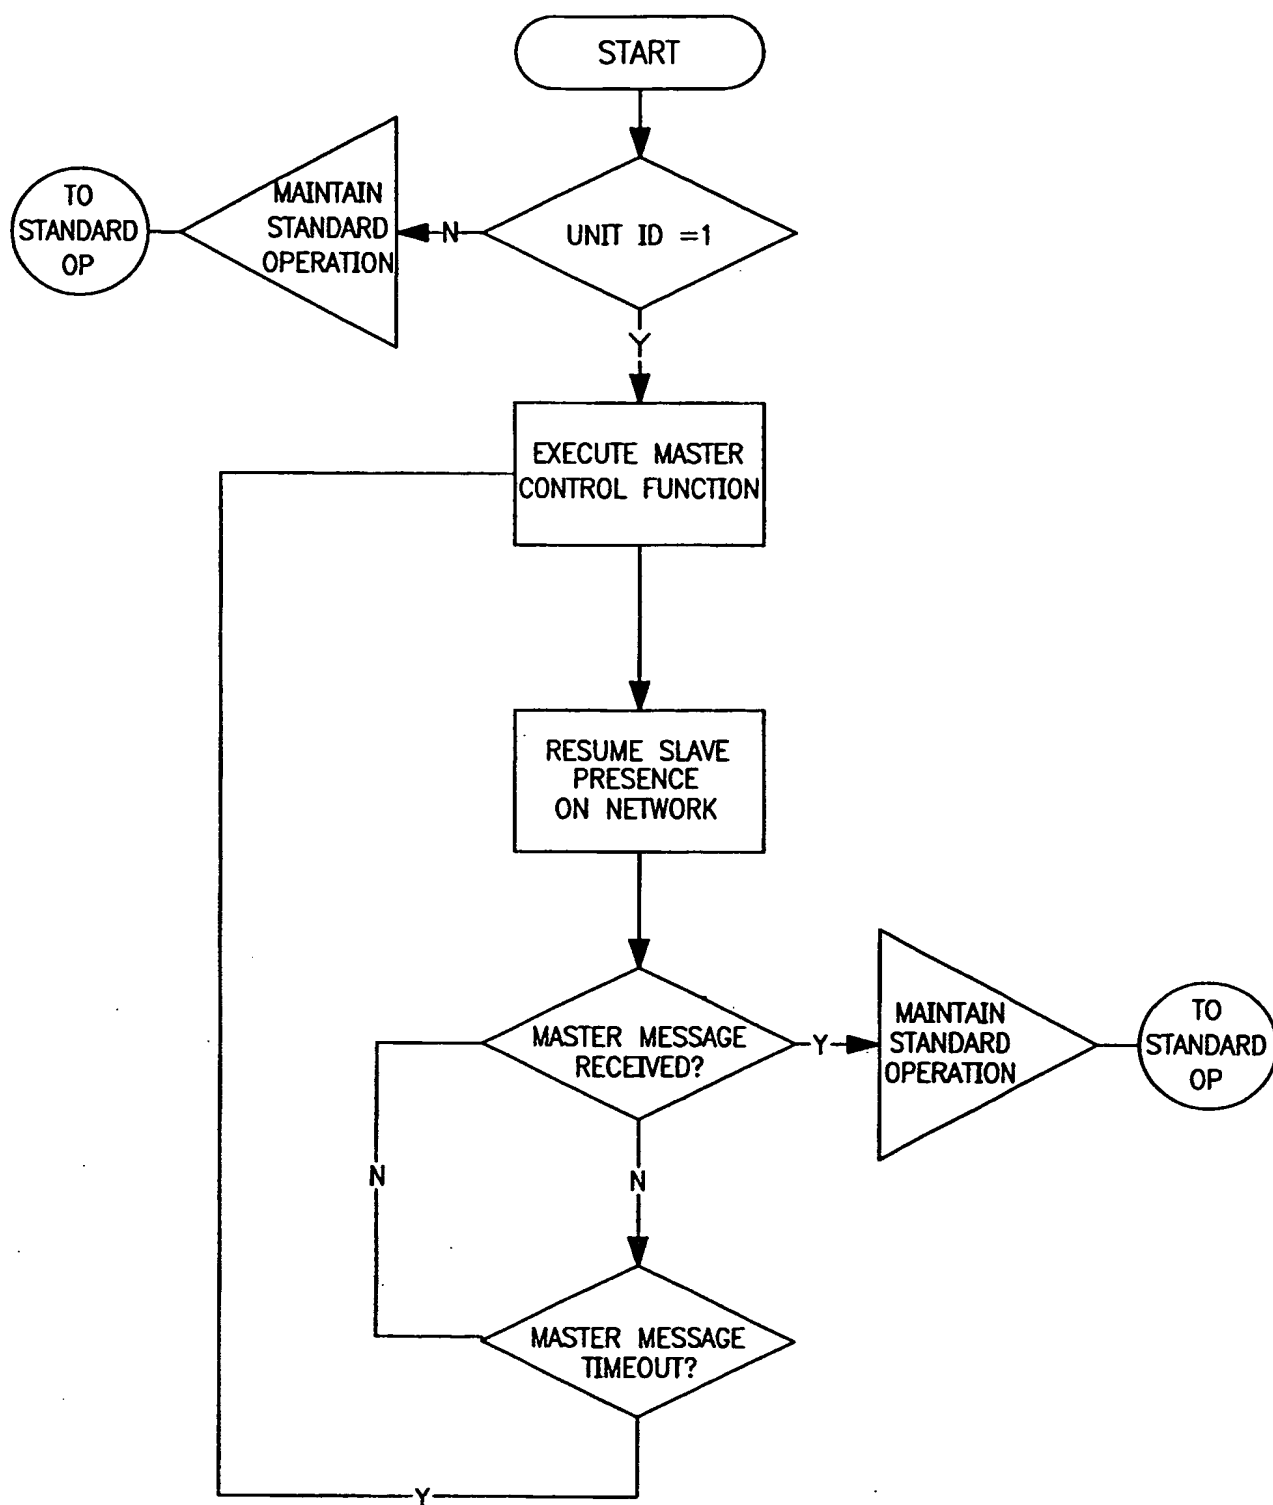 START
TO
STANDARD
OP
MAINTAIN
STANDARD
OPERATION
N
UNIT ID =1
Y
EXECUTE MASTER
CONTROL FUNCTION
RESUME SLAVE
PRESENCE
ON NETWORK
MASTER MESSAGE
RECEIVED?
Y
MAINTAIN
STANDARD
OPERATION
TO
STANDARD
OP
N
N
MASTER MESSAGE
TIMEOUT?
Y